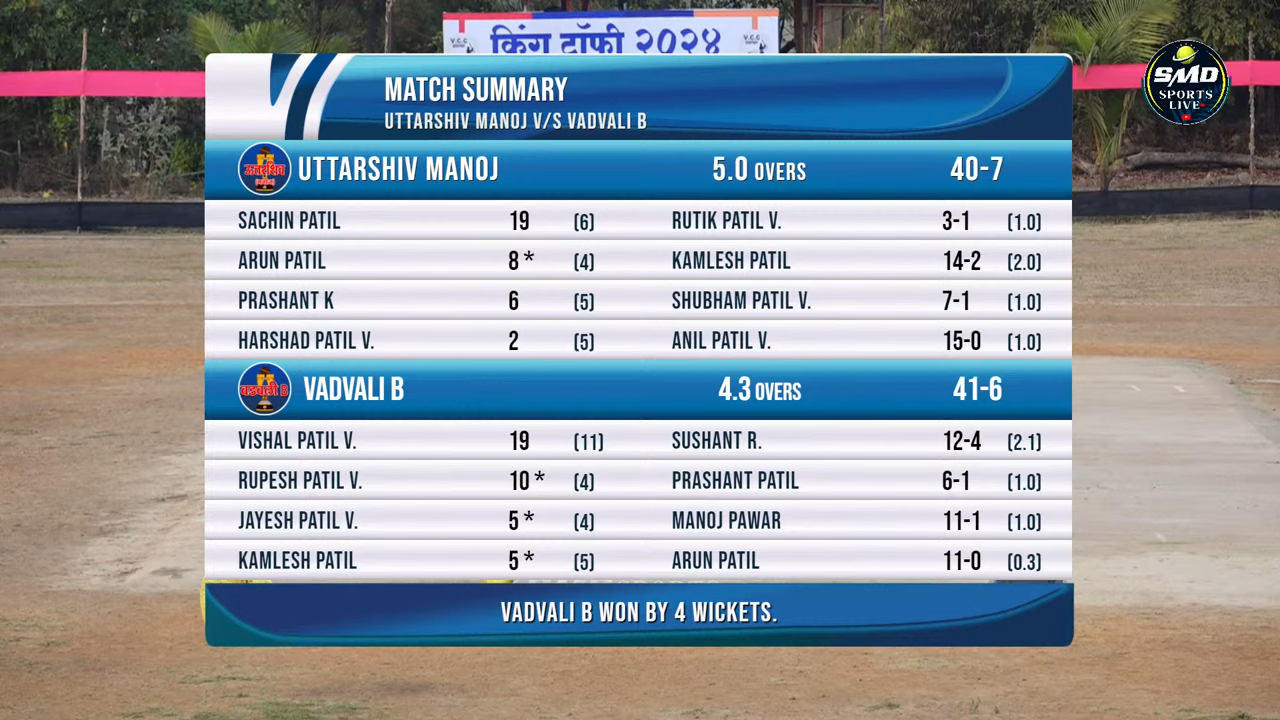 किंग टॉफी २०२४
V.C.C
V.C.C
SMD
SPORTS
LIVE
MATCH SUMMARY
UTTARSHIV MANOJ V/S VADVALI B
UTTARSHIV MANOJ 5.0 OVERS 40-7
SACHIN PATIL 19 (6) RUTIK PATIL V. 3-1 (1.0)
ARUN PATIL 8* (4) KAMLESH PATIL 14-2 (2.0)
PRASHANT K 6 (5) SHUBHAM PATIL V. 7-1 (1.0)
HARSHAD PATIL V. 2 (5) ANIL PATIL V. 15-0 (1.0)
वडवली B
VADVALI B 4.3 OVERS 41-6
VISHAL PATIL V. 19 (11) SUSHANT R. 12-4 (2.1)
RUPESH PATIL V. 10* (4) PRASHANT PATIL 6-1 (1.0)
JAYESH PATIL V. 5* (4) MANOJ PAWAR 11-1 (1.0)
KAMLESH PATIL 5* (5) ARUN PATIL 11-0 (0.3)
VADVALI B WON BY 4 WICKETS.